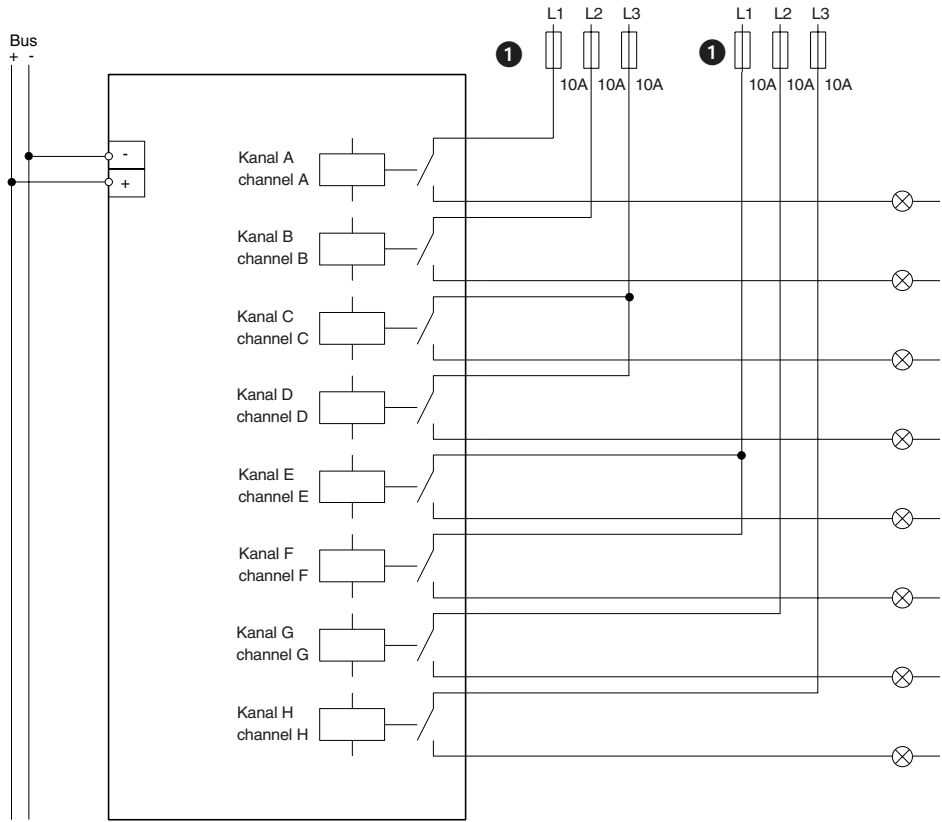 L1 L2 L3 L1 L2 L3
Bus
+ -
1 1
10A 10A 10A 10A 10A 10A
-
+
Kanal A
channel A
Kanal B
channel B
Kanal C
channel C
Kanal D
channel D
Kanal E
channel E
Kanal F
channel F
Kanal G
channel G
Kanal H
channel H